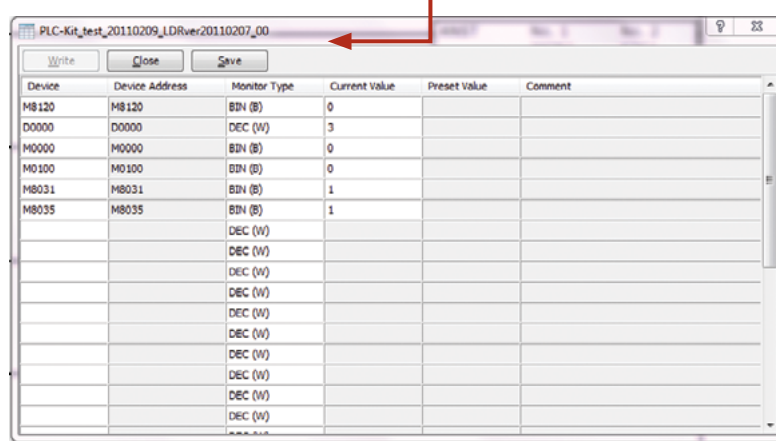 PLC-Kit_test_20110209_LDRver20110207_00
Write Close Save
Device Device Address Monitor Type Current Value Preset Value Comment
M8120 M8120 BIN (B) 0
D0000 D0000 DEC (W) 3
M0000 M0000 BIN (B) 0
M0100 M0100 BIN (B) 0
M8031 M8031 BIN (B) 1
M8035 M8035 BIN (B) 1
DEC (W)
DEC (W)
DEC (W)
DEC (W)
DEC (W)
DEC (W)
DEC (W)
DEC (W)
DEC (W)
DEC (W)